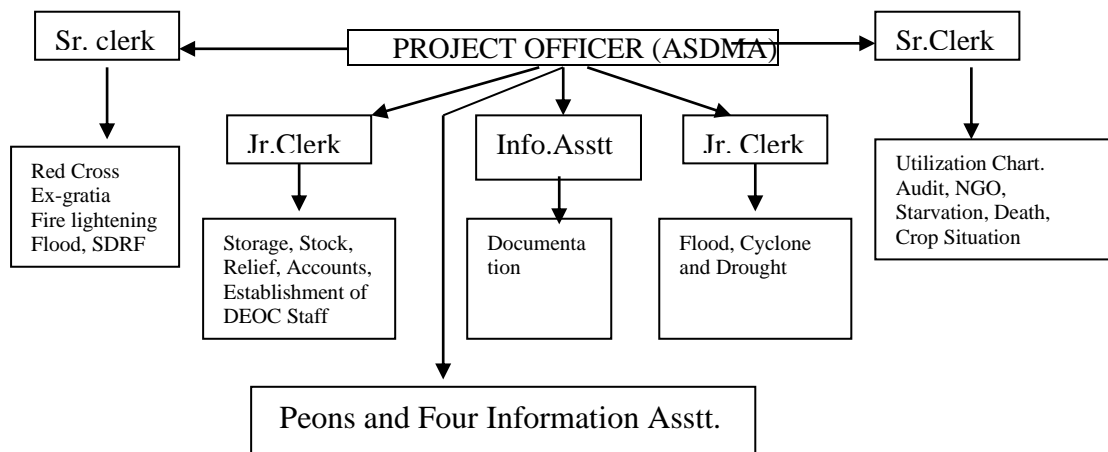 Sr. clerk
PROJECT OFFICER (ASDMA)
Sr.Clerk
Jr.Clerk
Info.Asstt
Jr. Clerk
Red Cross
Ex-gratia
Fire lightening
Flood, SDRF
Storage, Stock,
Relief, Accounts,
Establishment of
DEOC Staff
Documenta
tion
Flood, Cyclone
and Drought
Utilization Chart.
Audit, NGO,
Starvation, Death,
Crop Situation
Peons and Four Information Asstt.